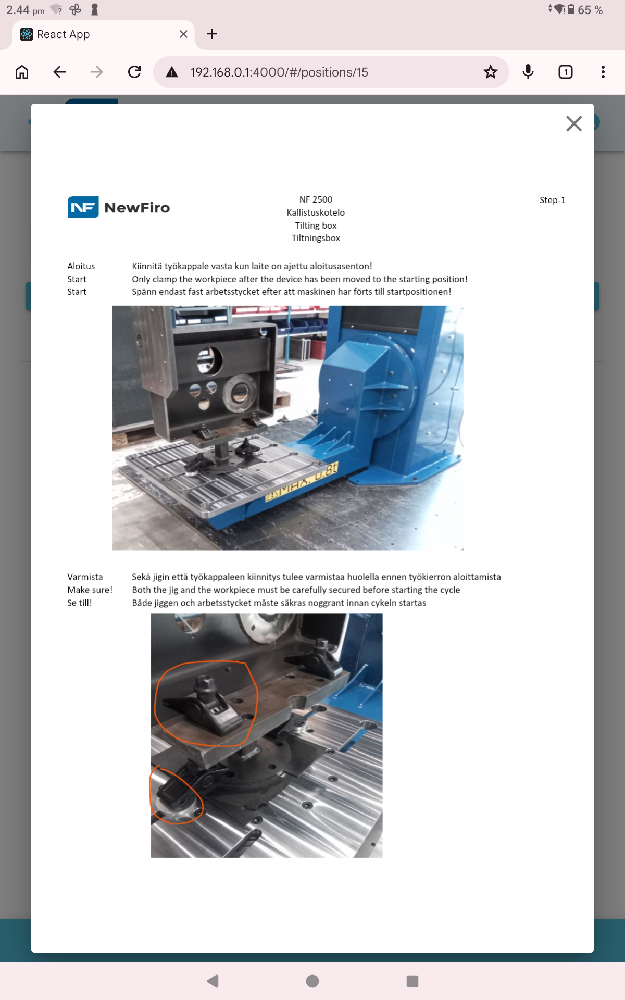 2.44 pm
65 %
React App
192.168.0.1:4000/#/positions/15
1
NF NewFiro
NF 2500
Kallistuskotelo
Tilting box
Tiltningsbox
Step-1
Aloitus Kiinnitä työkappale vasta kun laite on ajettu aloitusasenton!
Start Only clamp the workpiece after the device has been moved to the starting position!
Start Spänn endast fast arbetsstycket efter att maskinen har förts till startpositionen!
MAX. 0.8t
Varmista Sekä jigin että työkappaleen kiinnitys tulee varmistaa huolella ennen työkierron aloittamista
Make sure! Both the jig and the workpiece must be carefully secured before starting the cycle
Se till! Både jiggen och arbetsstycket måste säkras noggrant innan cykeln startas